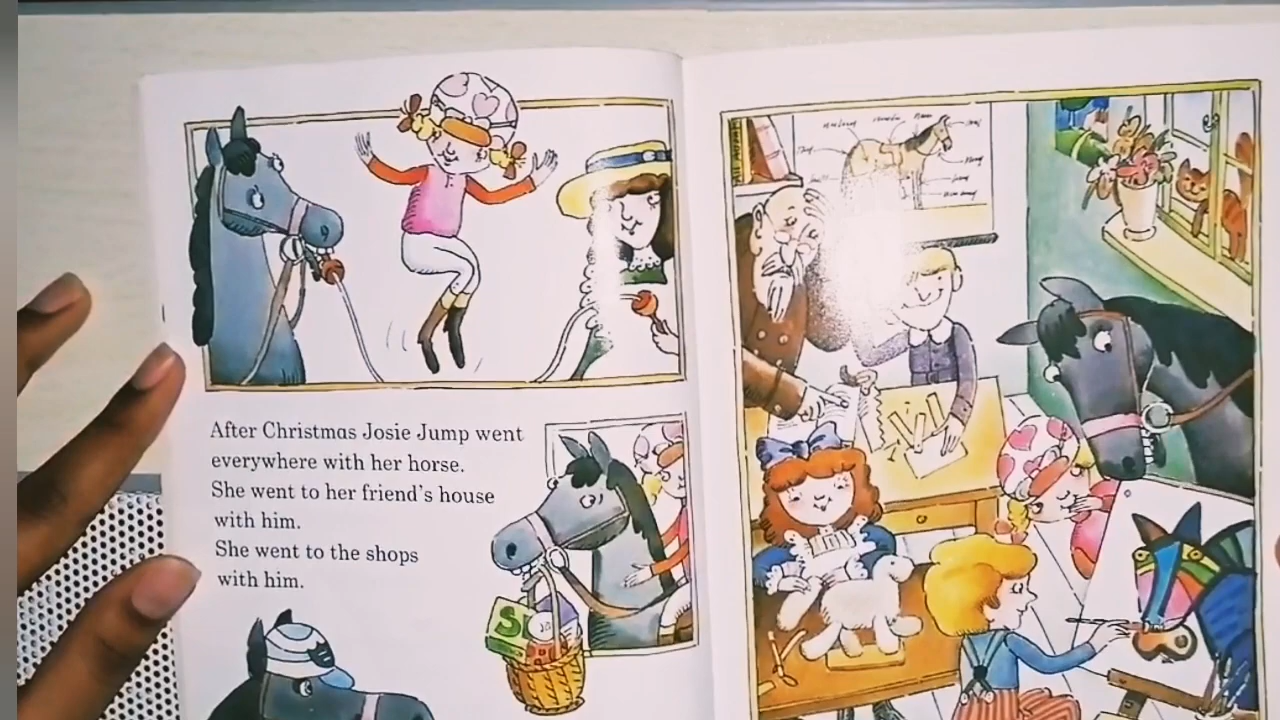 After Christmas Josie Jump went
everywhere with her horse.
She went to her friend's house
with him.
She went to the shops
with him.
S